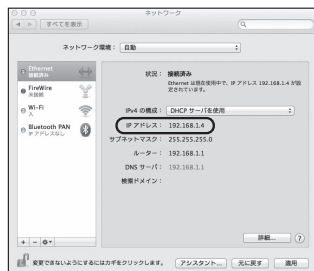 ネットワーク
すべてを表示
ネットワーク環境： 自動
Ethernet
接続済み
FireWire
未接続
Wi-Fi
入
Bluetooth PAN
IP アドレスなし
状況： 接続済み
Ethernet は現在使用中で、IP アドレス 192.168.1.4 が設
定されています。
IPv4 の構成： DHCP サーバを使用
IP アドレス： 192.168.1.4
サブネットマスク： 255.255.255.0
ルーター： 192.168.1.1
DNS サーバ： 192.168.1.1
検索ドメイン：
詳細... ?
変更できないようにするにはカギをクリックします。 アシスタント... 元に戻す 適用